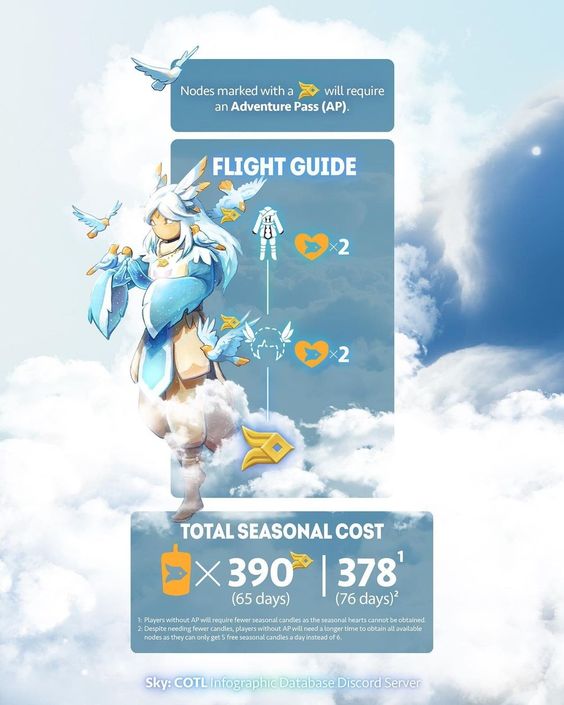 Nodes marked with a will require
an Adventure Pass (AP).
FLIGHT GUIDE
×2
×2
TOTAL SEASONAL COST
× 390 | 378¹
(65 days) (76 days)²
1: Players without AP will require fewer seasonal candles as the seasonal hearts cannot be obtained.
2: Despite needing fewer candles, players without AP will need a longer time to obtain all available
nodes as they can only get 5 free seasonal candles a day instead of 6.
Sky: COTL Infographic Database Discord Server